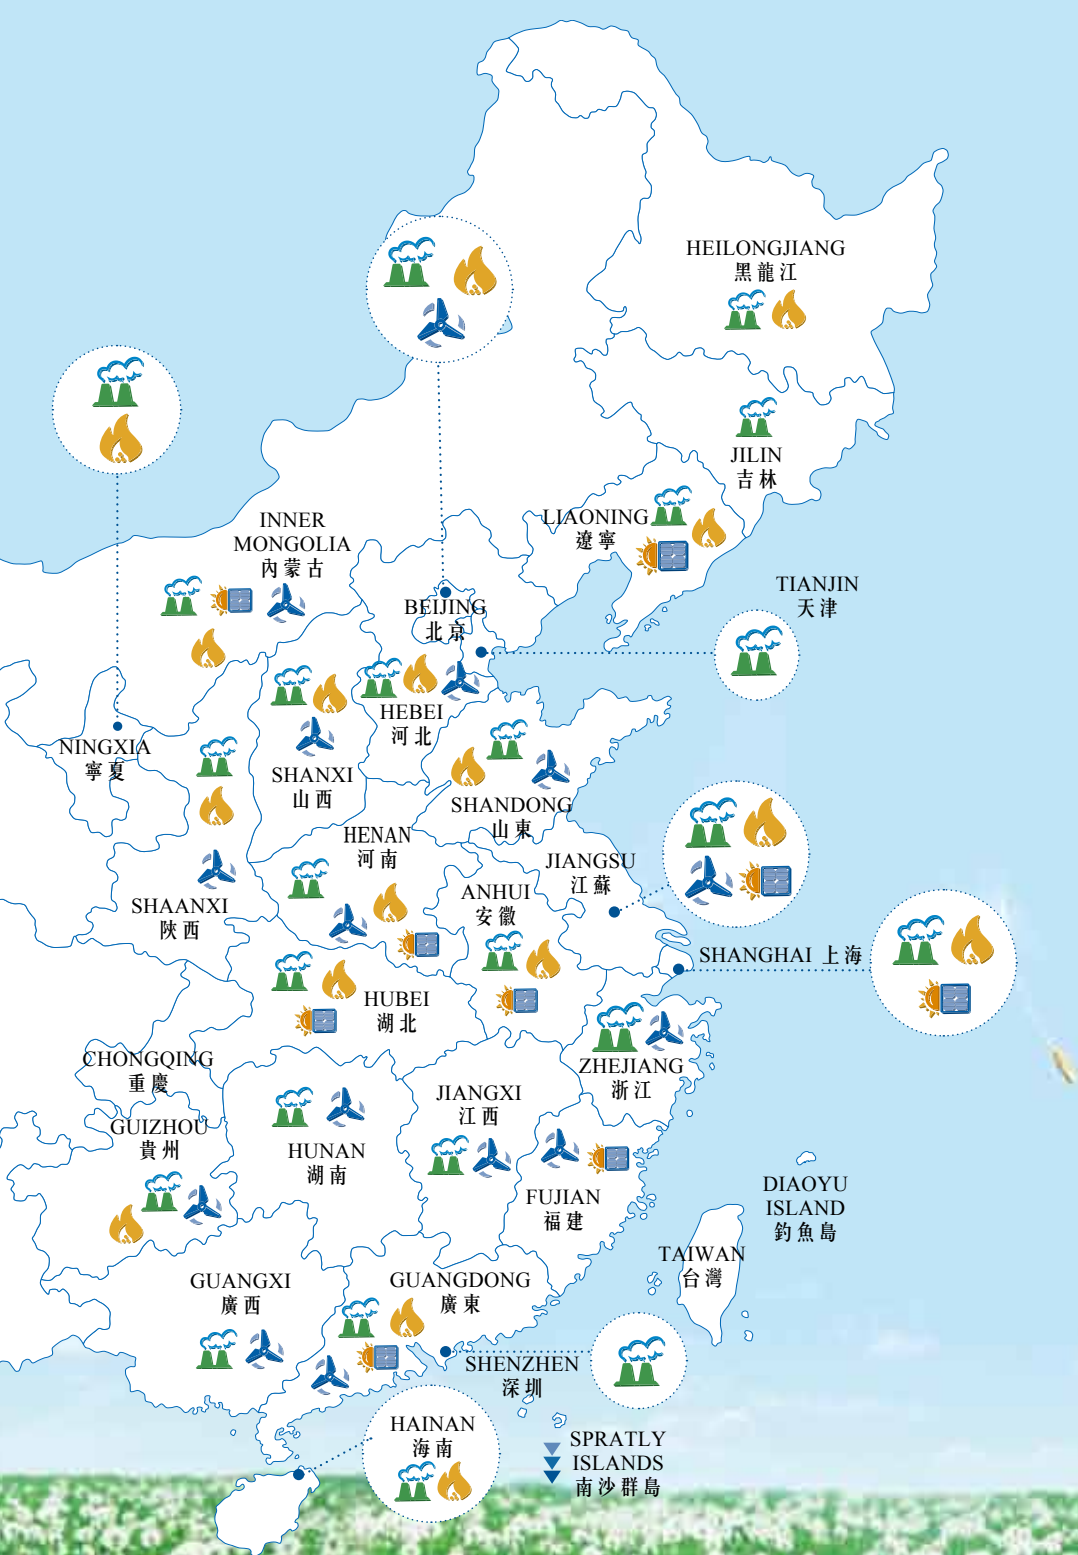 HEILONGJIANG
黑龍江
JILIN
吉林
LIAONING
遼寧
INNER
MONGOLIA
內蒙古
TIANJIN
天津
BEIJING
北京
HEBEI
河北
NINGXIA
寧夏
SHANXI
山西
SHANDONG
山東
HENAN
河南
JIANGSU
江蘇
ANHUI
安徽
SHAANXI
陝西
SHANGHAI 上海
HUBEI
湖北
CHONGQING
重慶
ZHEJIANG
浙江
JIANGXI
江西
GUIZHOU
貴州
HUNAN
湖南
FUJIAN
福建
DIAOYU
ISLAND
釣魚島
TAIWAN
台灣
GUANGXI
廣西
GUANGDONG
廣東
SHENZHEN
深圳
HAINAN
海南
SPRATLY
ISLANDS
南沙群島